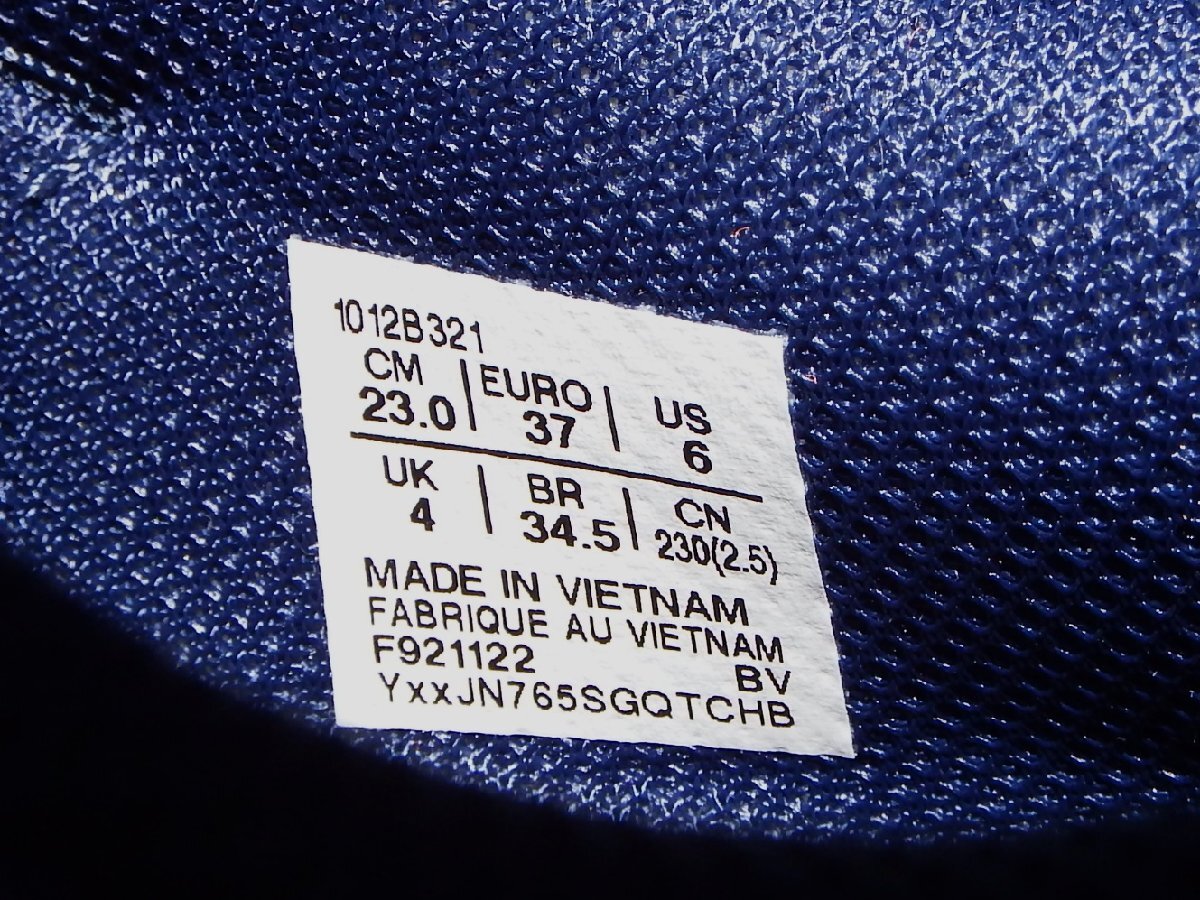 1012B321
CM | EURO | US
23.0 | 37 | 6
UK | BR | CN
4 | 34.5 | 230(2.5)
MADE IN VIETNAM
FABRIQUE AU VIETNAM
F921122 BV
YxxJN765SGQTCHB